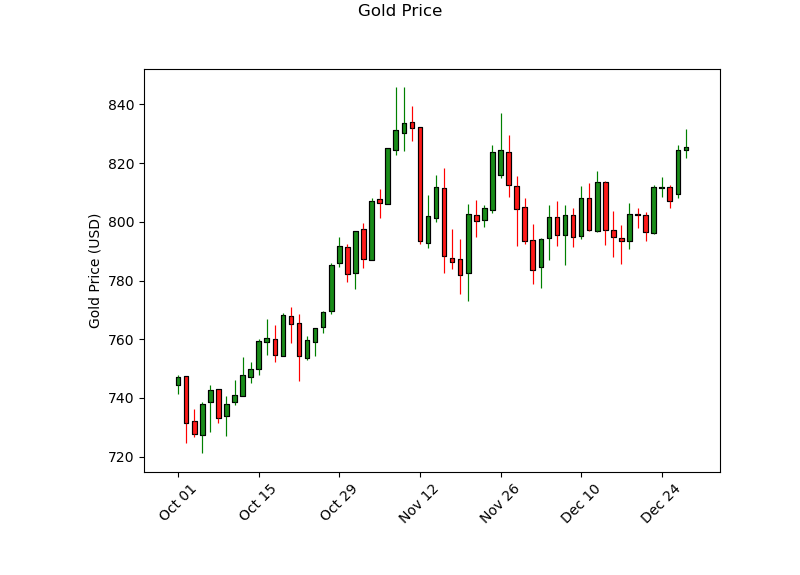 Gold Price
840
820
800
780
760
740
720
Gold Price (USD)
Oct 01
Oct 15
Oct 29
Nov 12
Nov 26
Dec 10
Dec 24